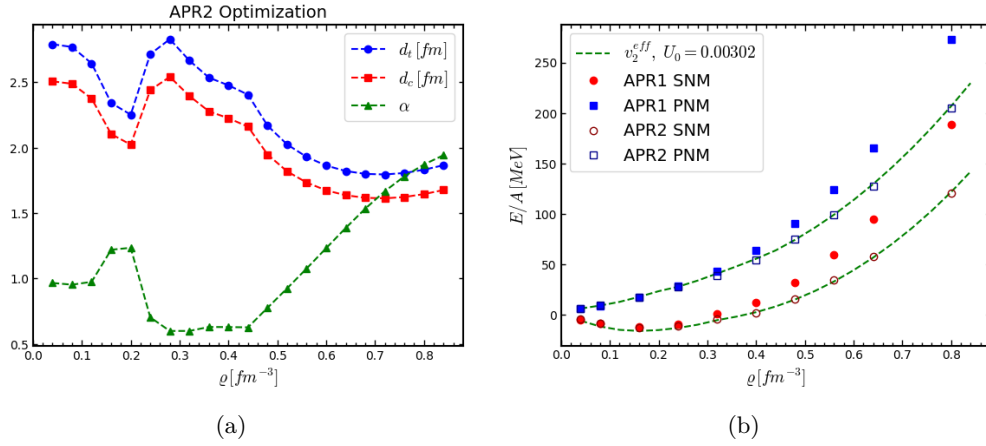 APR2 Optimization
d_t [fm]
d_c [fm]
α
2.5
2.0
1.5
1.0
0.5
0.0 0.1 0.2 0.3 0.4 0.5 0.6 0.7 0.8
ϱ [fm⁻³]
(a)
v_2^{eff}, U_0 = 0.00302
APR1 SNM
APR1 PNM
APR2 SNM
APR2 PNM
E/A [MeV]
250
200
150
100
50
0
0.0 0.1 0.2 0.3 0.4 0.5 0.6 0.7 0.8
ϱ [fm⁻³]
(b)